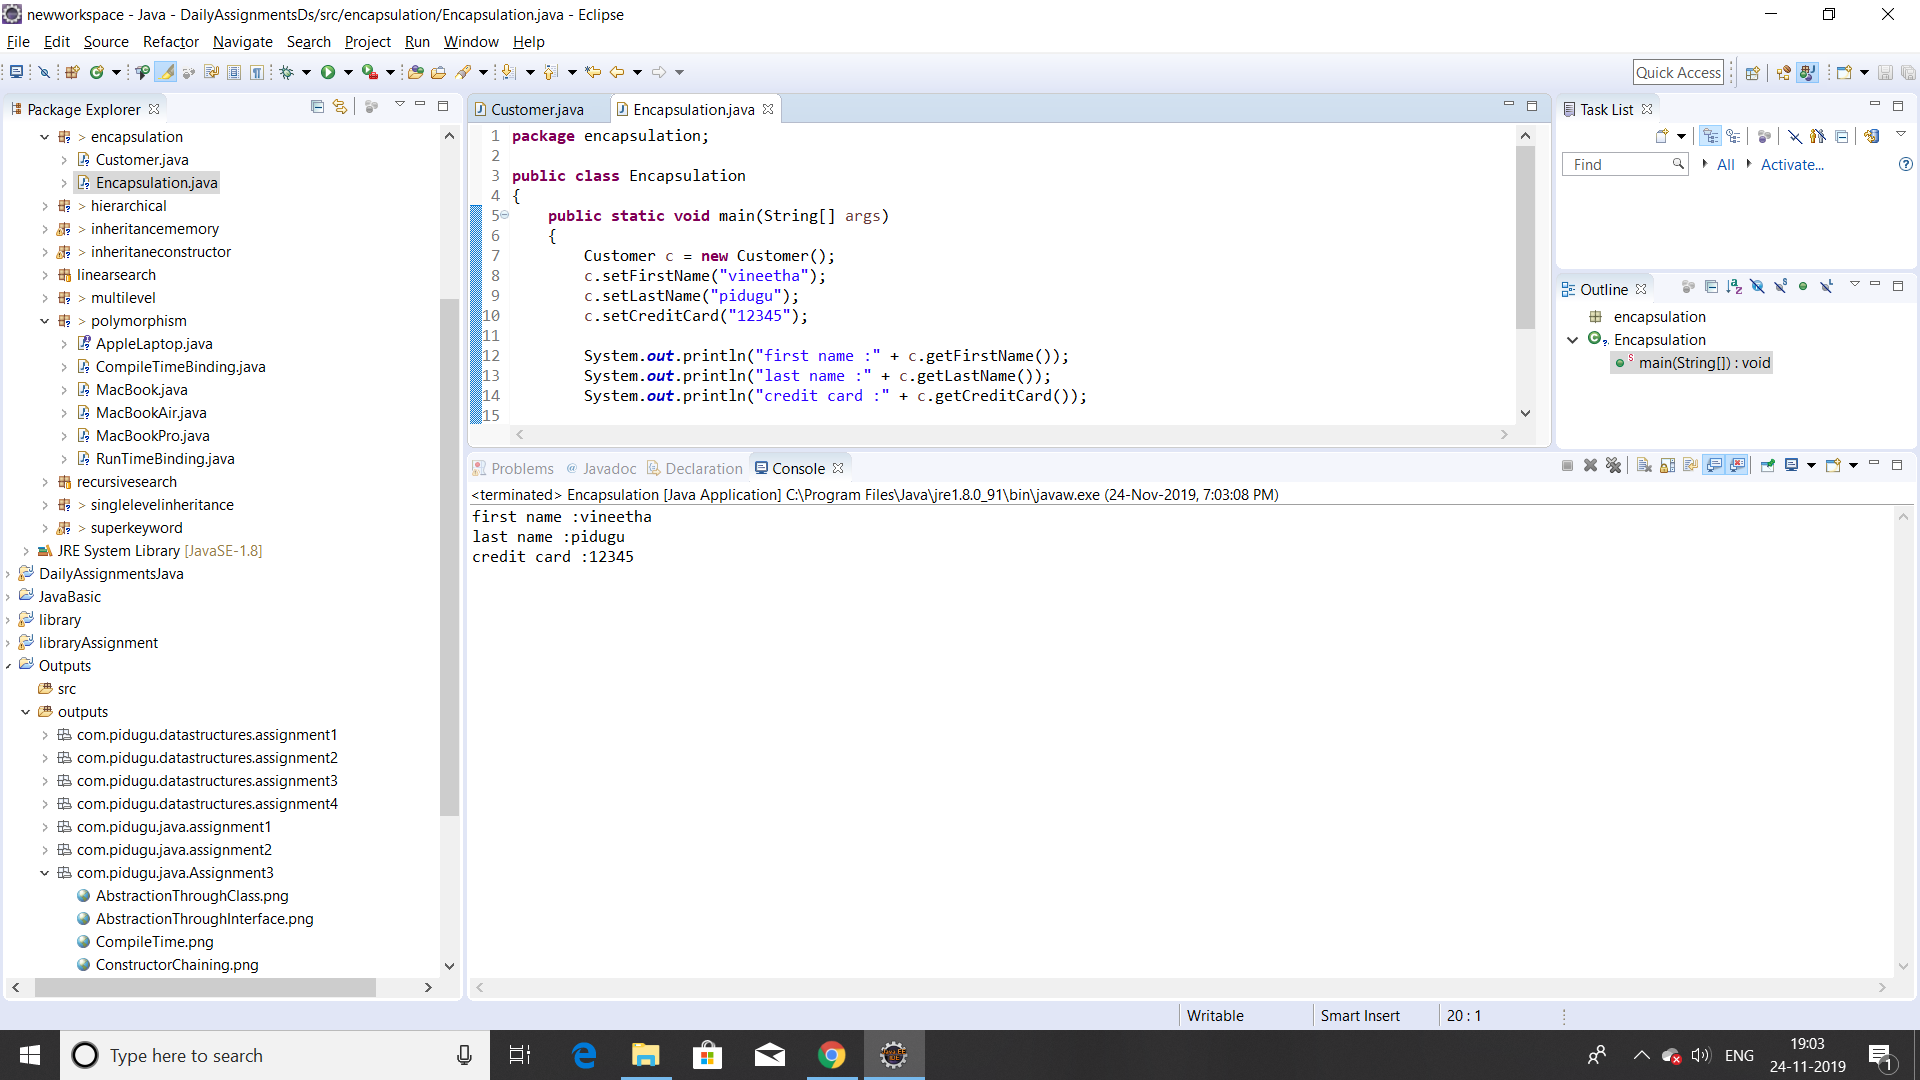 newworkspace - Java - DailyAssignmentsDs/src/encapsulation/Encapsulation.java - Eclipse
File Edit Source Refactor Navigate Search Project Run Window Help
Quick Access
Package Explorer
> encapsulation
Customer.java
Encapsulation.java
> hierarchical
> inheritancememory
> inheritaneconstructor
linearsearch
> multilevel
> polymorphism
AppleLaptop.java
CompileTimeBinding.java
MacBook.java
MacBookAir.java
MacBookPro.java
RunTimeBinding.java
recursivesearch
> singlelevelinheritance
> superkeyword
JRE System Library [JavaSE-1.8]
DailyAssignmentsJava
JavaBasic
library
libraryAssignment
Outputs
src
outputs
com.pidugu.datastructures.assignment1
com.pidugu.datastructures.assignment2
com.pidugu.datastructures.assignment3
com.pidugu.datastructures.assignment4
com.pidugu.java.assignment1
com.pidugu.java.assignment2
com.pidugu.java.Assignment3
AbstractionThroughClass.png
AbstractionThroughInterface.png
CompileTime.png
ConstructorChaining.png
Customer.java
Encapsulation.java
1 package encapsulation;
2
3 public class Encapsulation
4 {
5 public static void main(String[] args)
6 {
7 Customer c = new Customer();
8 c.setFirstName("vineetha");
9 c.setLastName("pidugu");
10 c.setCreditCard("12345");
11
12 System.out.println("first name :" + c.getFirstName());
13 System.out.println("last name :" + c.getLastName());
14 System.out.println("credit card :" + c.getCreditCard());
15
Problems Javadoc Declaration Console
<terminated> Encapsulation [Java Application] C:\Program Files\Java\jre1.8.0_91\bin\javaw.exe (24-Nov-2019, 7:03:08 PM)
first name :vineetha
last name :pidugu
credit card :12345
Task List
Find All Activate...
Outline
encapsulation
Encapsulation
main(String[]) : void
Writable Smart Insert 20 : 1
Type here to search
ENG
19:03
24-11-2019
1